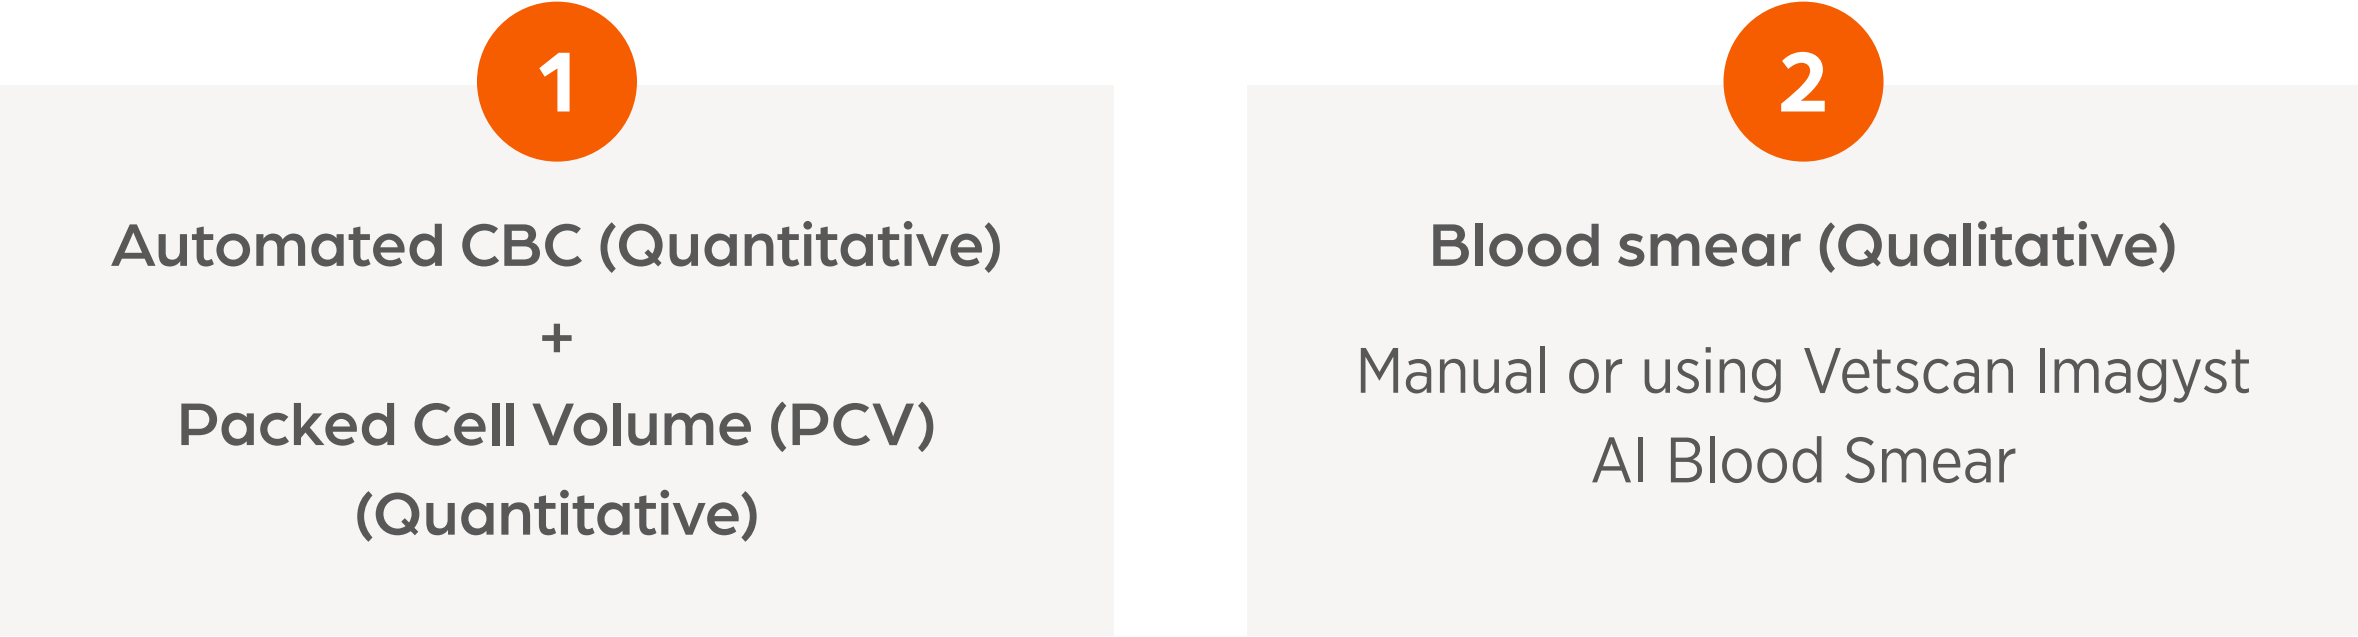 1
Automated CBC (Quantitative)
+
Packed Cell Volume (PCV)
(Quantitative)
2
Blood smear (Qualitative)
Manual or using Vetscan Imagyst
AI Blood Smear